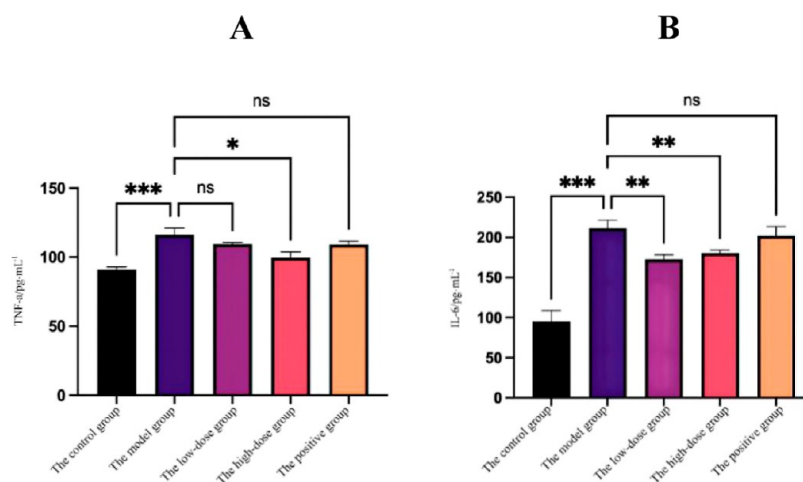 A
B
ns
*
***
ns
150
100
50
0
TNF-a/pg·mL⁻¹
The control group
The model group
The low-dose group
The high-dose group
The positive group
ns
**
***
**
250
200
150
100
50
0
IL-6/pg·mL⁻¹
The control group
The model group
The low-dose group
The high-dose group
The positive group